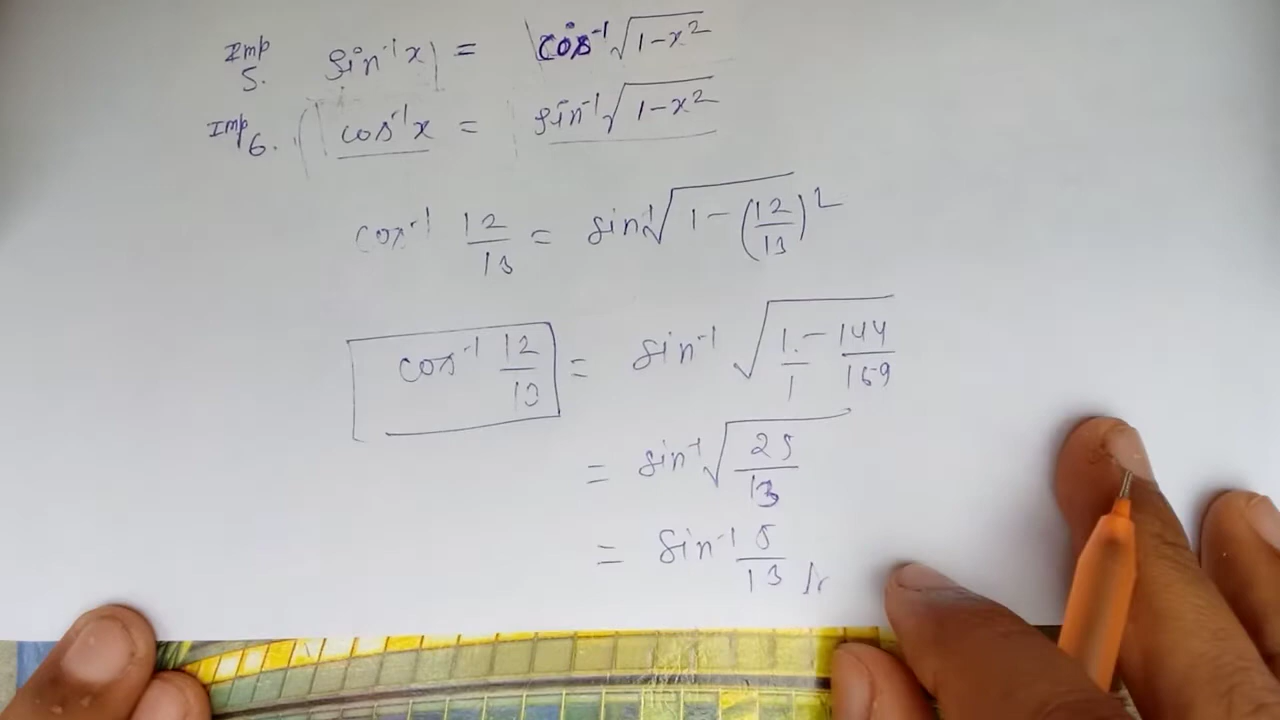 Imp 5. sin⁻¹x = cos⁻¹√1-x²
Imp 6. cos⁻¹x = sin⁻¹√1-x²
cos⁻¹ 12/13 = sin⁻¹√1-(12/13)²
cos⁻¹ 12/13 = sin⁻¹ √1/1-144/169
= sin⁻¹√25/13
= sin⁻¹ 5/13